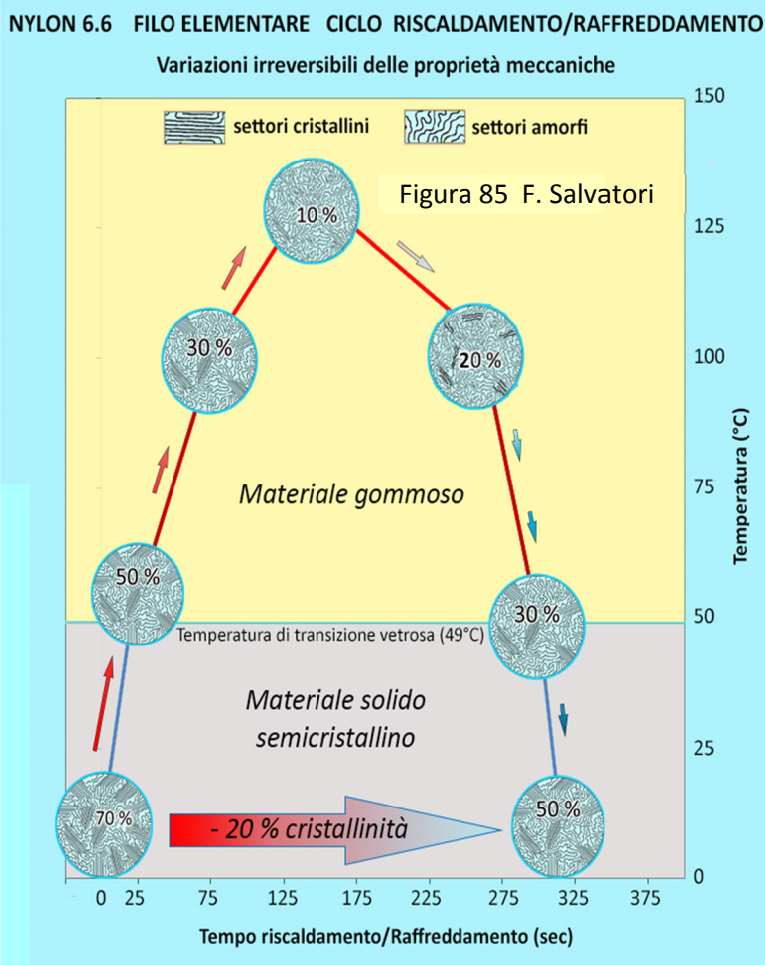 NYLON 6.6 FILO ELEMENTARE CICLO RISCALDAMENTO/RAFFREDDAMENTO
Variazioni irreversibili delle proprietà meccaniche
settori cristallini
settori amorfi
Figura 85 F. Salvatori
10 %
30 %
20 %
Materiale gommoso
50 %
30 %
Temperatura di transizione vetrosa (49°C)
Materiale solido
semicristallino
70 %
- 20 % cristallinità
50 %
150
125
100
75
50
25
0
Temperatura (°C)
0 25 75 125 175 225 275 325 375
Tempo riscaldamento/Raffreddamento (sec)